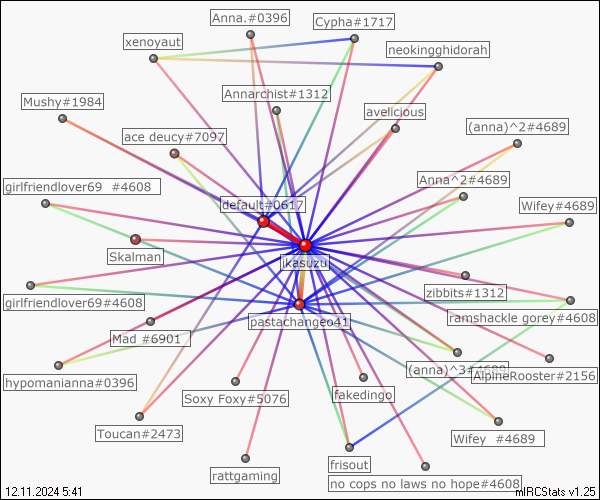 Anna.#0396
Cypha#1717
xenoyaut
neokingghidorah
Annarchist#1312
Mushy#1984
avelicious
(anna)^2#4689
ace deucy#7097
Anna^2#4689
girlfriendlover69 #4608
default#0617
Wifey#4689
Skalman
ikasuzu
zibbits#1312
girlfriendlover69#4608
ramshackle gorey#4608
pastachangeo41
Mad #6901
(anna)^3#4689
AlpineRooster#2156
hypomanianna#0396
Soxy Foxy#5076
fakedingo
Toucan#2473
Wifey #4689
rattgaming
frisout
no cops no laws no hope#4608
12.11.2024 5:41
mIRCStats v1.25